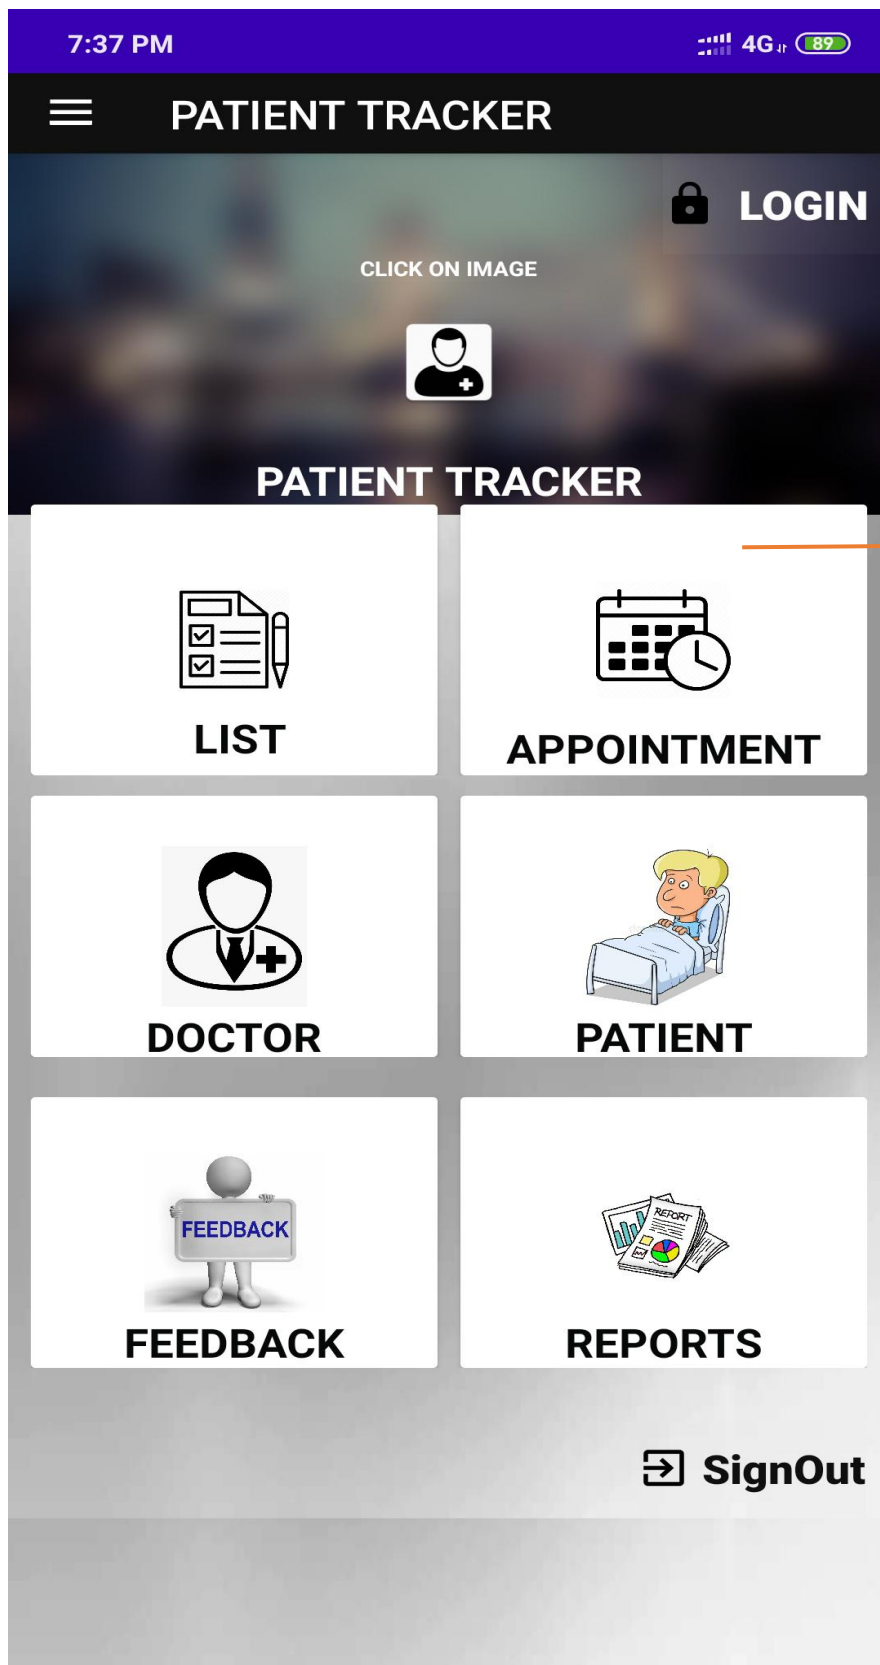 7:37 PM 4G 89
PATIENT TRACKER
LOGIN
CLICK ON IMAGE
PATIENT TRACKER
LIST
APPOINTMENT
DOCTOR
PATIENT
FEEDBACK
REPORT
FEEDBACK
REPORTS
SignOut